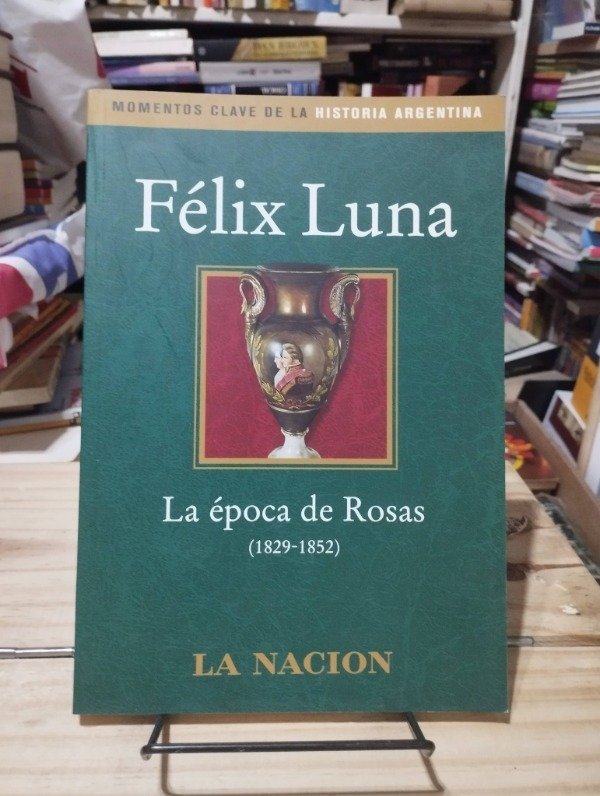 MOMENTOS CLAVE DE LA HISTORIA ARGENTINA
Félix Luna
La época de Rosas
(1829-1852)
LA NACION